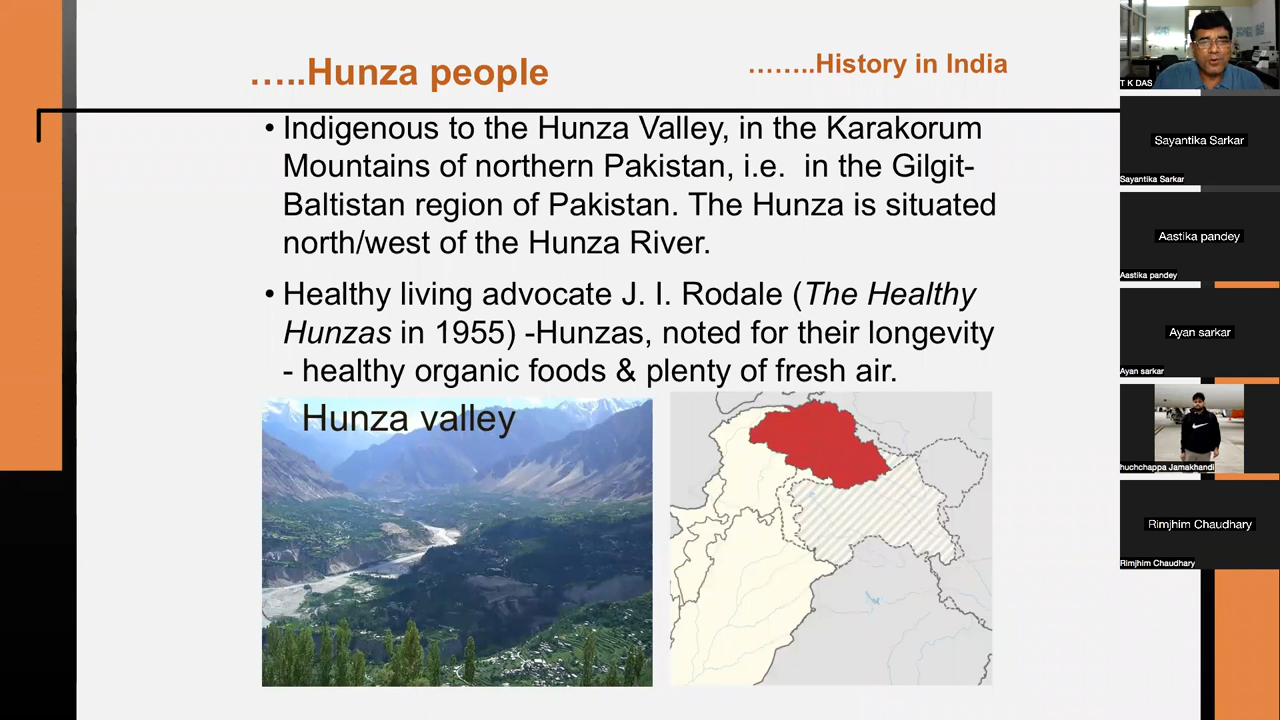 …..Hunza people
……..History in India
• Indigenous to the Hunza Valley, in the Karakorum
Mountains of northern Pakistan, i.e.  in the Gilgit-
Baltistan region of Pakistan. The Hunza is situated
north/west of the Hunza River.
• Healthy living advocate J. I. Rodale (The Healthy
Hunzas in 1955) -Hunzas, noted for their longevity
- healthy organic foods & plenty of fresh air.
Hunza valley
T K DAS
Sayantika Sarkar
Sayantika Sarkar
Aastika pandey
Aastika pandey
Ayan sarkar
Ayan sarkar
huchchappa Jamakhandi
Rimjhim Chaudhary
Rimjhim Chaudhary